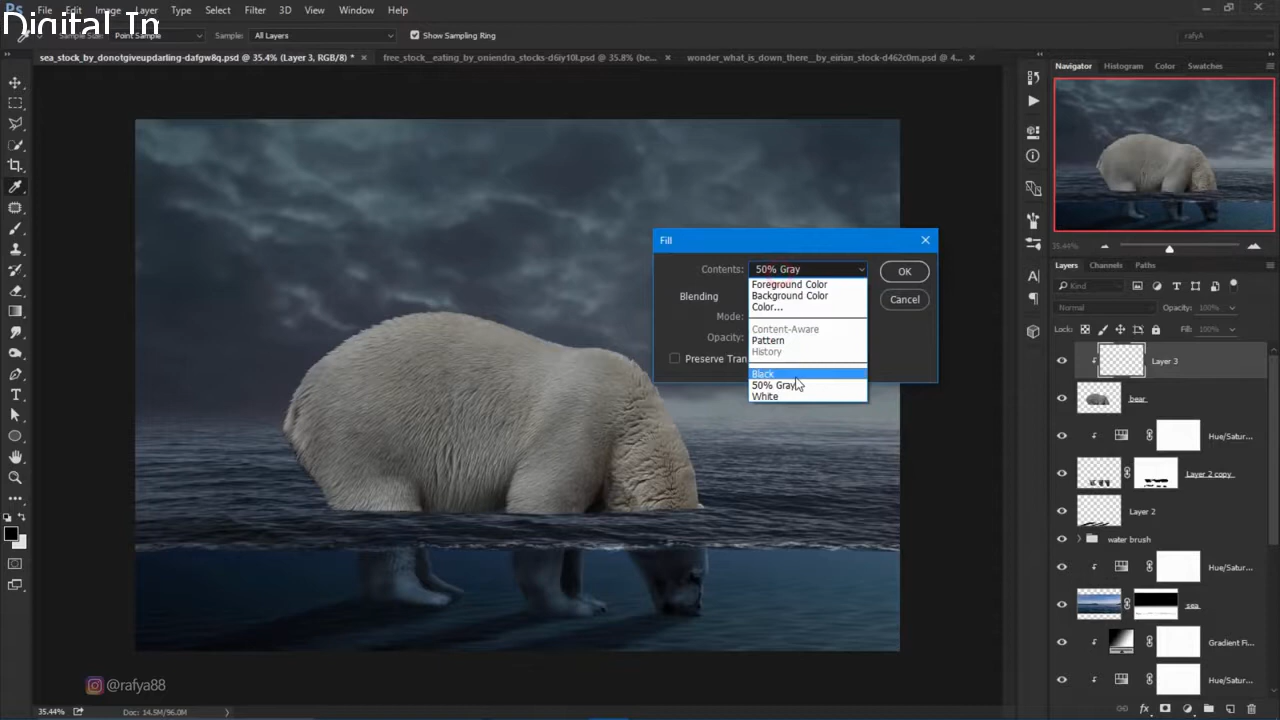 File Edit Image Layer Type Select Filter 3D View Window Help
Digital Im
Point Sample Sample: All Layers Show Sampling Ring
rafyA
sea_stock_by_donotgiveupdarling-dafgw8q.psd @ 35.4% (Layer 3, RGB/8) * ×
free_stock__eating_by_oniendra_stocks-d6iy10l.psd @ 35.8% (be... ×
wonder_what_is_down_there__by_eirian_stock-d462c0m.psd @ 4... ×
Navigator Histogram Color Swatches
35.44%
Layers Channels Paths
Kind
Normal Opacity: 100%
Lock: Fill: 100%
Layer 3
bear
Hue/Satur...
Layer 2 copy
Layer 2
water brush
Hue/Satur...
sea
Gradient Fi...
Hue/Satur...
Fill
Contents: 50% Gray OK
Foreground Color
Background Color
Color...
Content-Aware
Pattern
History
Black
50% Gray
White
Blending Cancel
Mode:
Opacity:
Preserve Tran
@rafya88
35.44% Doc: 14.5M/96.0M